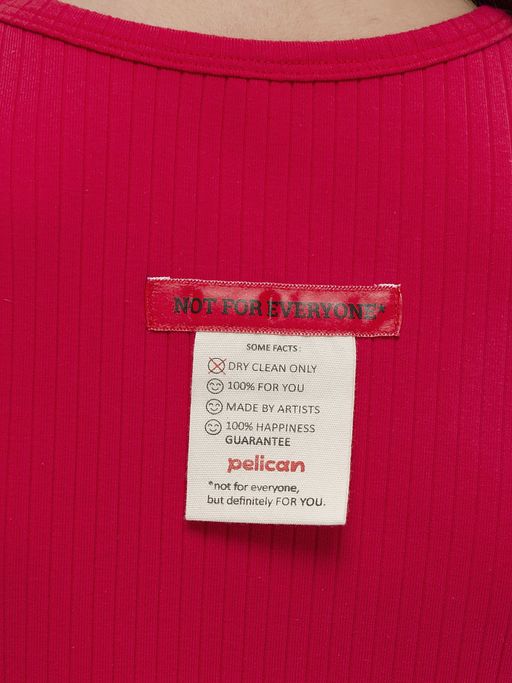 NOT FOR EVERYONE*
SOME FACTS:
DRY CLEAN ONLY
100% FOR YOU
MADE BY ARTISTS
100% HAPPINESS
GUARANTEE
pelican
*not for everyone,
but definitely FOR YOU.